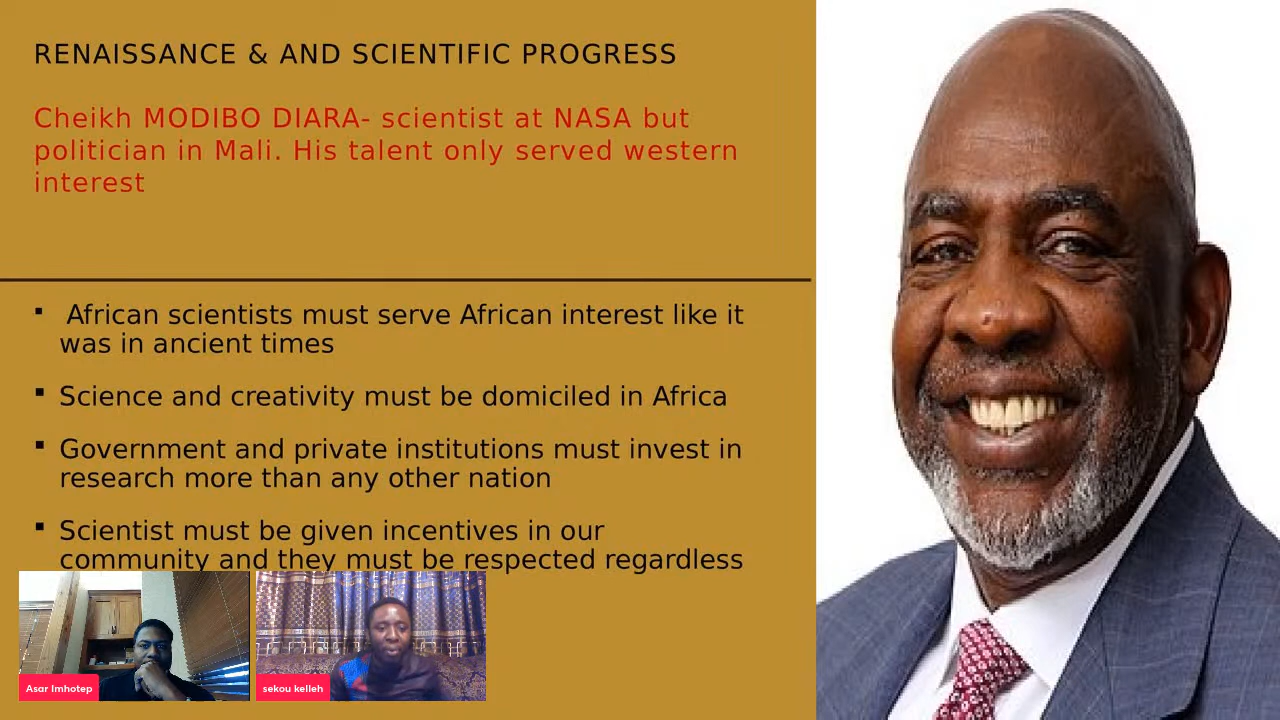 RENAISSANCE & AND SCIENTIFIC PROGRESS
Cheikh MODIBO DIARA- scientist at NASA but
politician in Mali. His talent only served western
interest
▪ African scientists must serve African interest like it
was in ancient times
▪ Science and creativity must be domiciled in Africa
▪ Government and private institutions must invest in
research more than any other nation
▪ Scientist must be given incentives in our
community and they must be respected regardless
Asar Imhotep
sekou kelleh